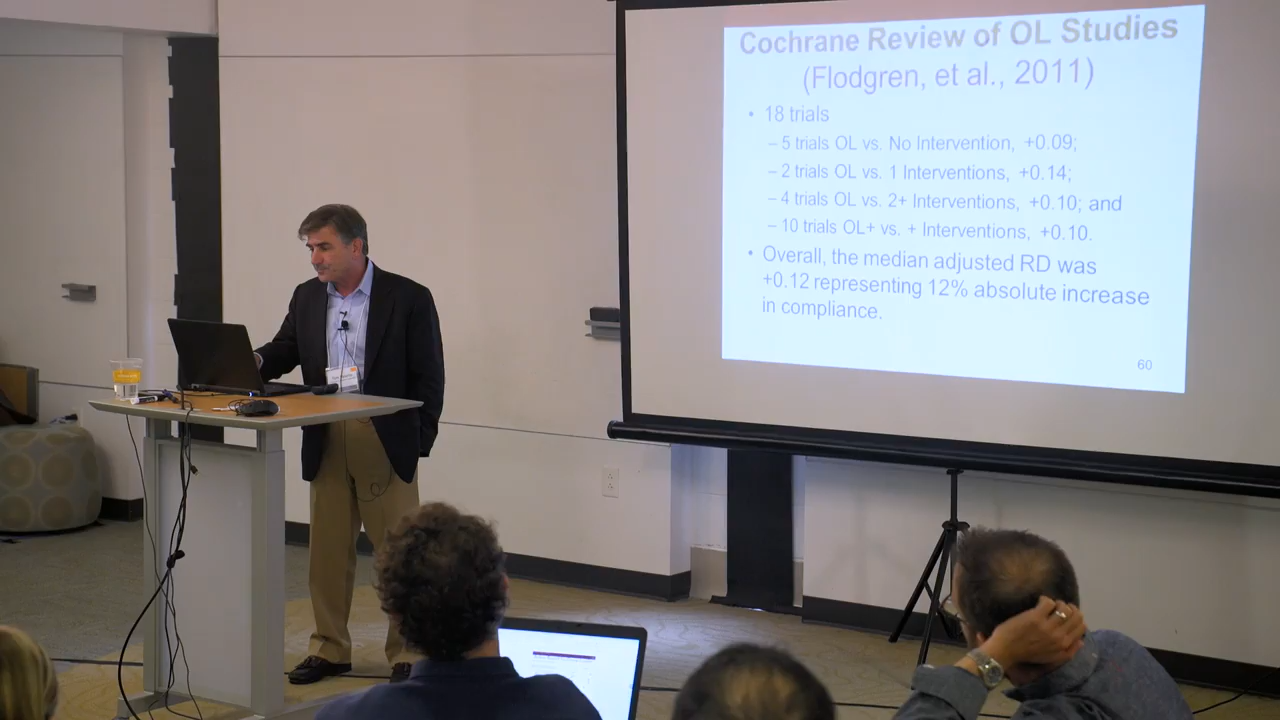 Cochrane Review of OL Studies
(Flodgren, et al., 2011)
• 18 trials
– 5 trials OL vs. No Intervention, +0.09;
– 2 trials OL vs. 1 Interventions, +0.14;
– 4 trials OL vs. 2+ Interventions, +0.10; and
– 10 trials OL+ vs. + Interventions, +0.10.
• Overall, the median adjusted RD was
+0.12 representing 12% absolute increase
in compliance.
60